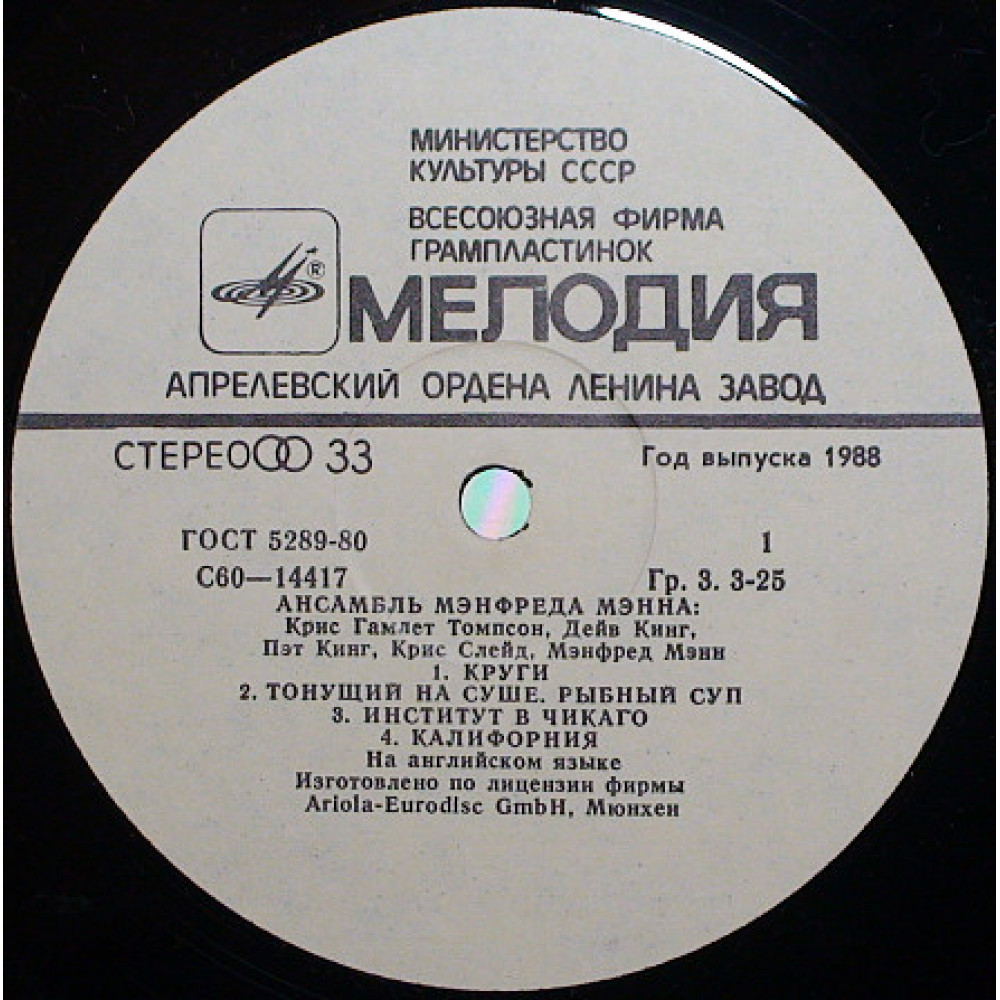 МИНИСТЕРСТВО
КУЛЬТУРЫ СССР
ВСЕСОЮЗНАЯ ФИРМА
ГРАМПЛАСТИНОК
®
МЕЛОДИЯ
АПРЕЛЕВСКИЙ ОРДЕНА ЛЕНИНА ЗАВОД
СТЕРЕО 33 Год выпуска 1988
ГОСТ 5289-80 1
С60—14417 Гр. 3. 3-25
АНСАМБЛЬ МЭНФРЕДА МЭННА:
Крис Гамлет Томпсон, Дейв Кинг,
Пэт Кинг, Крис Слейд, Мэнфред Мэнн
1. КРУГИ
2. ТОНУЩИЙ НА СУШЕ. РЫБНЫЙ СУП
3. ИНСТИТУТ В ЧИКАГО
4. КАЛИФОРНИЯ
На английском языке
Изготовлено по лицензии фирмы
Ariola-Eurodisc GmbH, Мюнхен